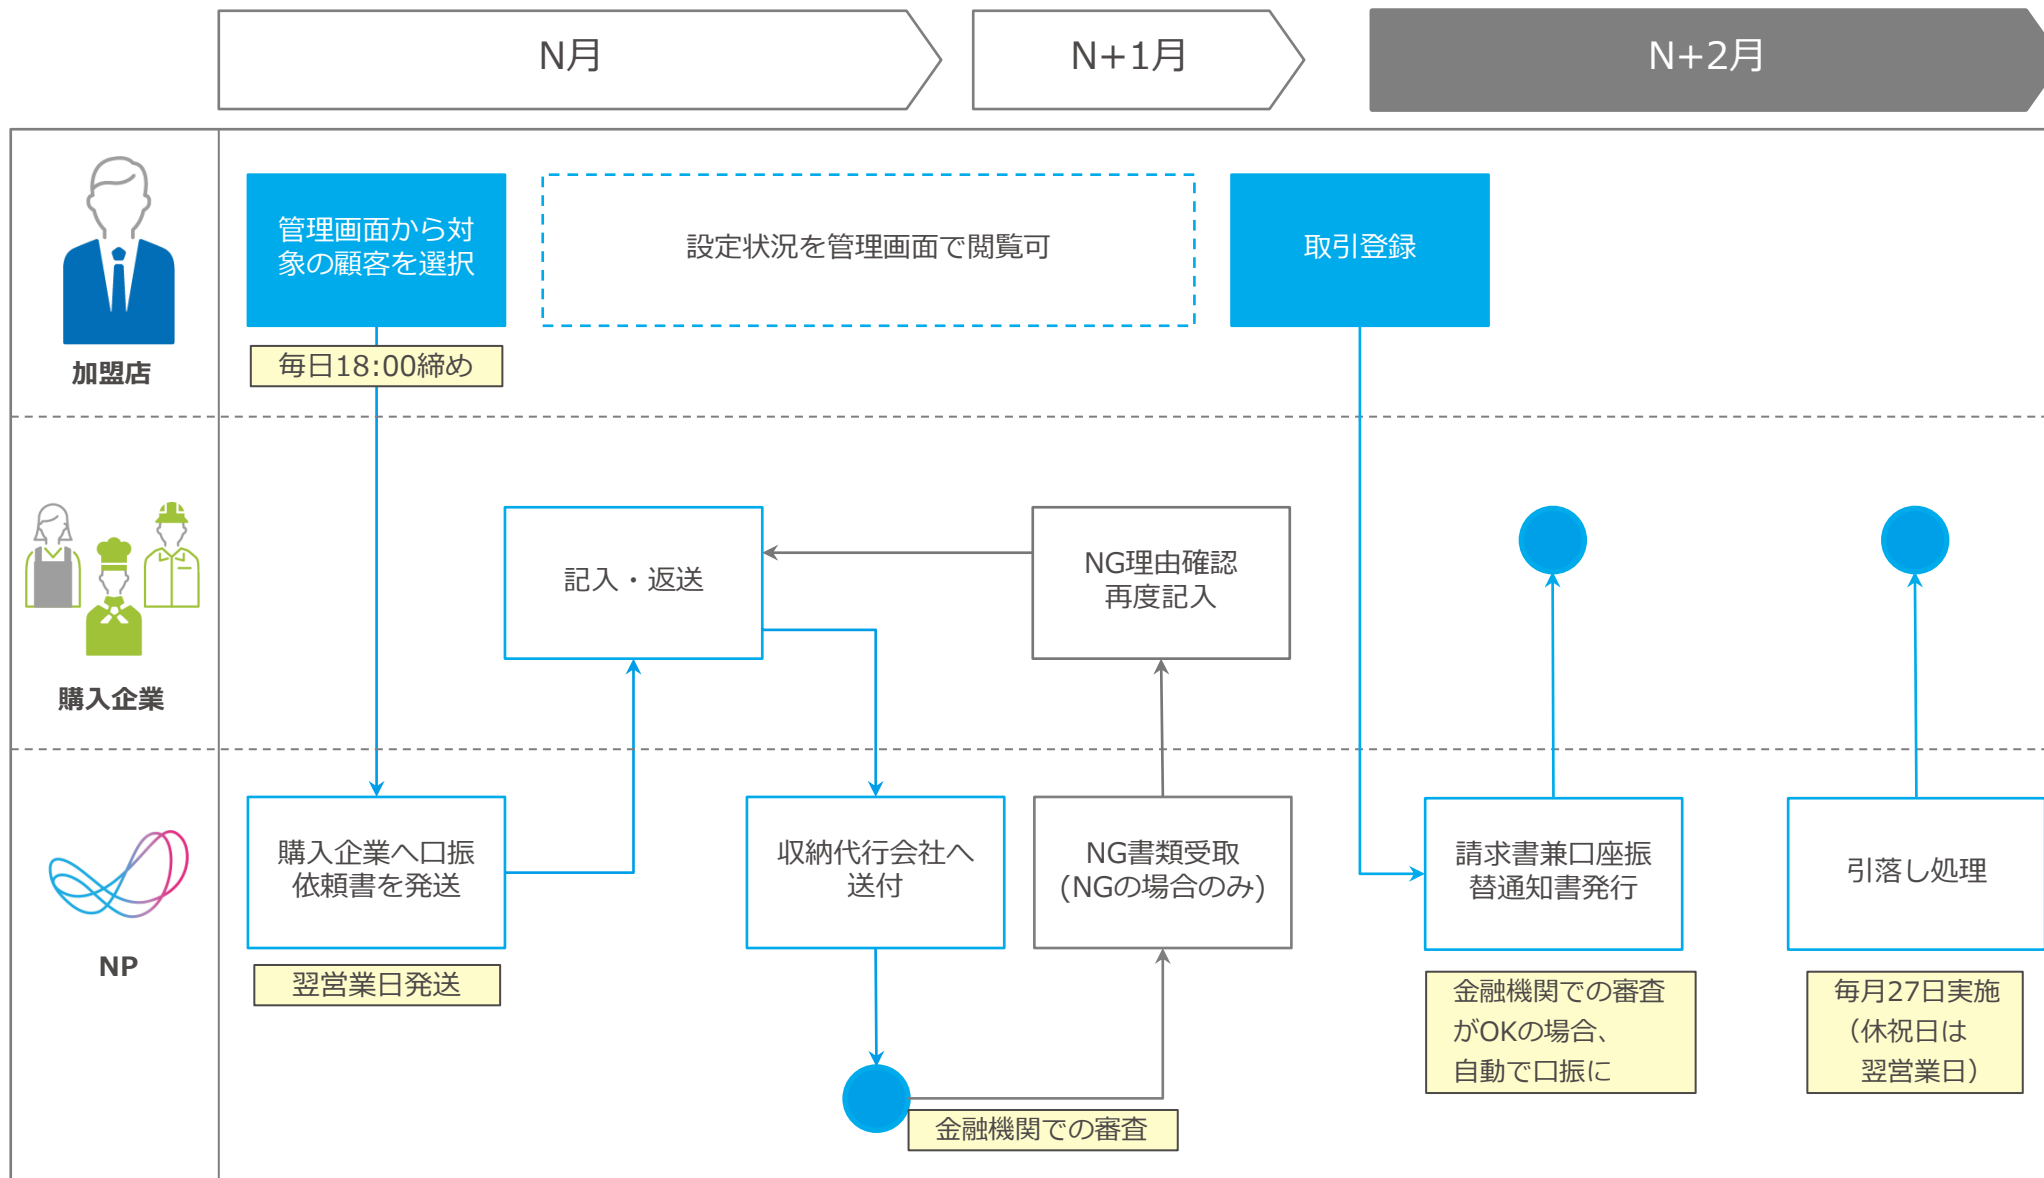 N月
N+1月
N+2月
管理画面から対
象の顧客を選択
設定状況を管理画面で閲覧可
取引登録
毎日18:00締め
加盟店
記入・返送
NG理由確認
再度記入
購入企業
購入企業へ口振
依頼書を発送
収納代行会社へ
送付
NG書類受取
(NGの場合のみ)
請求書兼口座振
替通知書発行
引落し処理
NP
翌営業日発送
金融機関での審査
がOKの場合、
自動で口振に
毎月27日実施
（休祝日は
翌営業日）
金融機関での審査